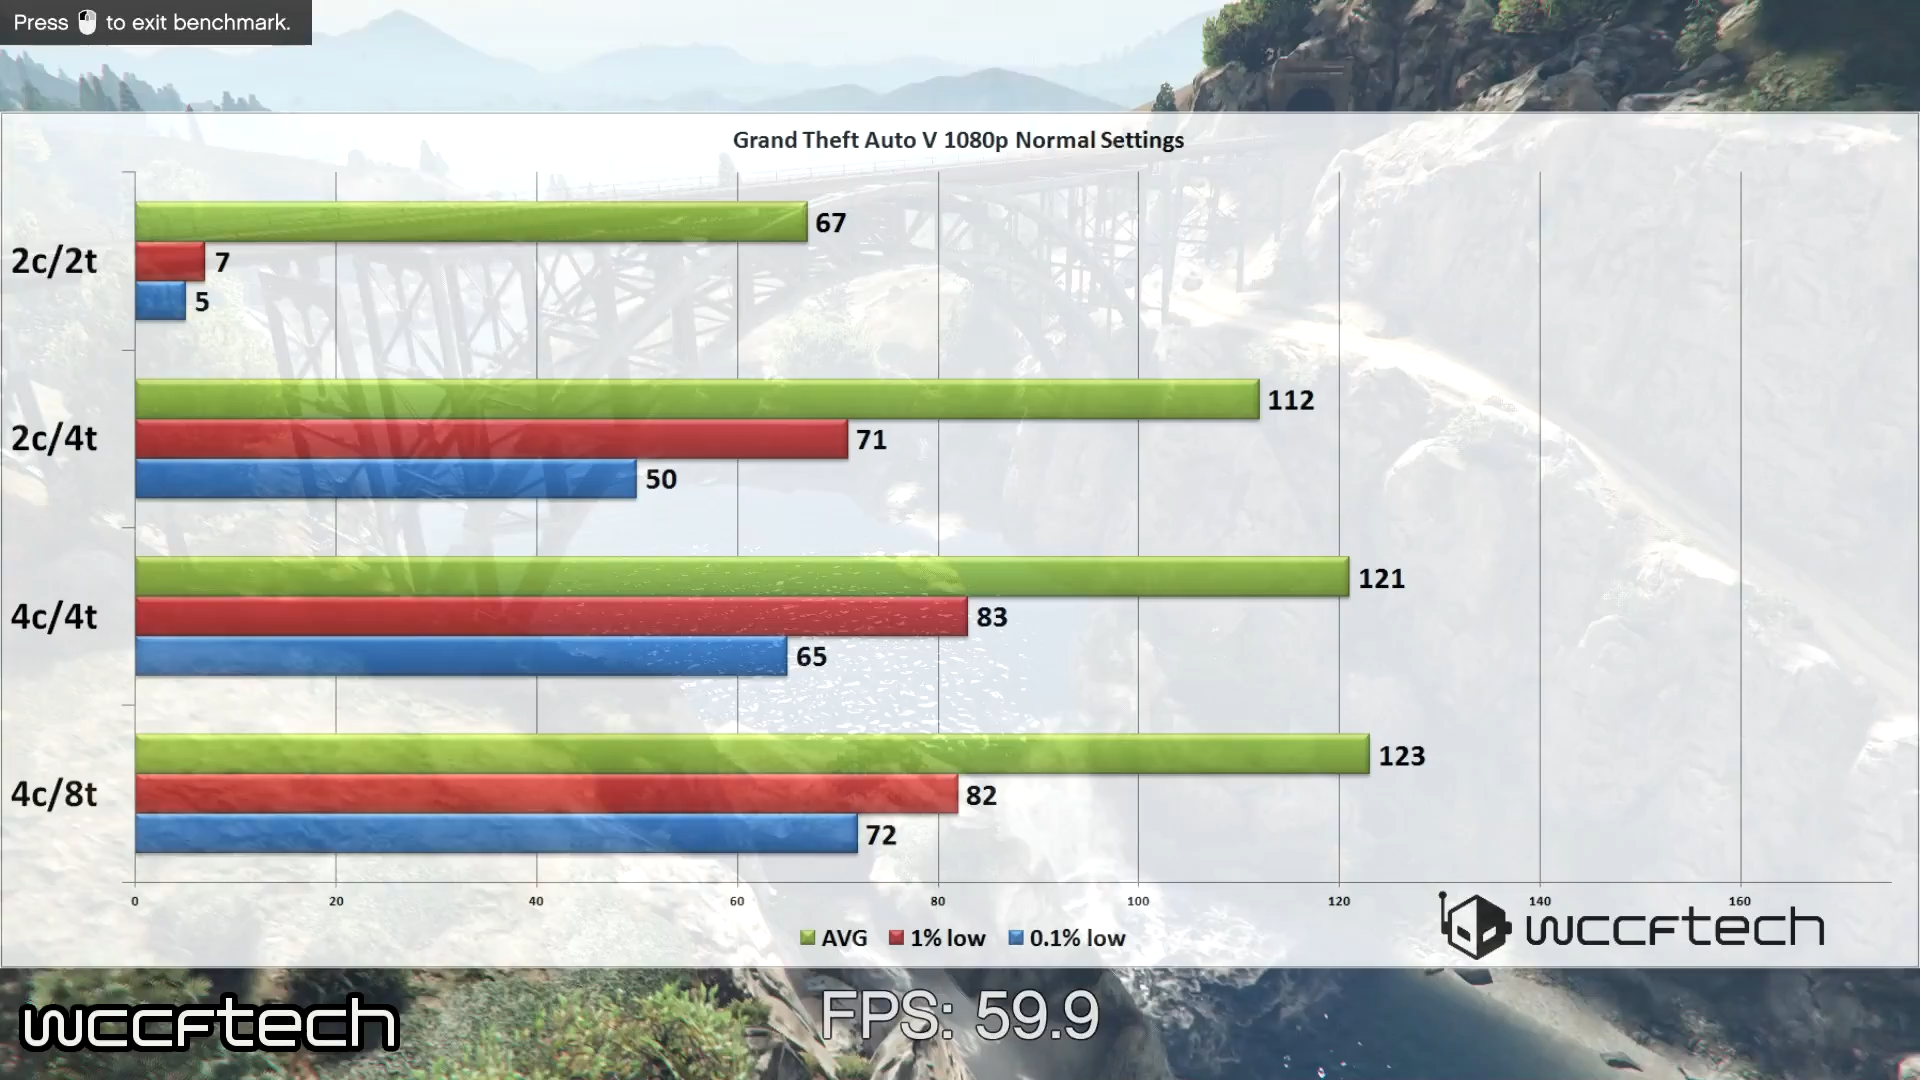 Press to exit benchmark.
Grand Theft Auto V 1080p Normal Settings
2c/2t
67
7
5
2c/4t
112
71
50
4c/4t
121
83
65
4c/8t
123
82
72
0 20 40 60 80 100 120 140 160
AVG 1% low 0.1% low
wccftech
wccftech
FPS: 59.9